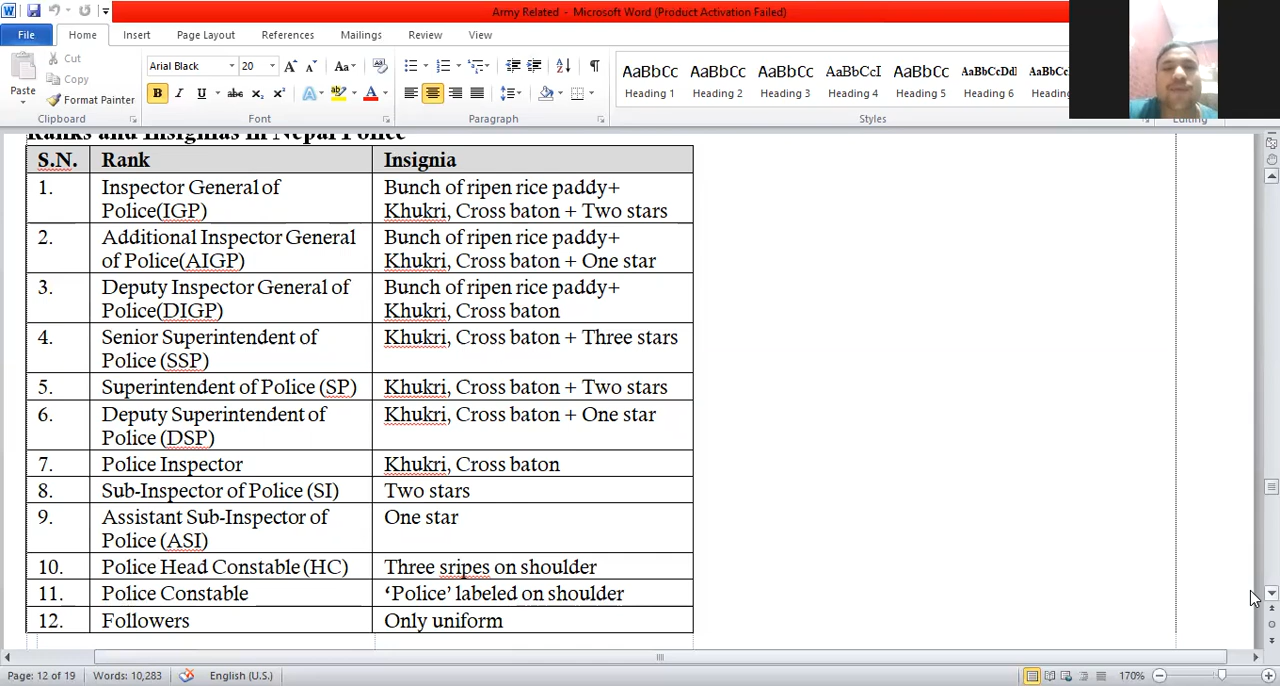 Army Related - Microsoft Word (Product Activation Failed)
File Home Insert Page Layout References Mailings Review View
Cut
Copy
Paste
Format Painter
Clipboard
Arial Black 20
Font
Paragraph
AaBbCc AaBbCc AaBbCc AaBbCcI AaBbCc AaBbCcDd AaBbCc
Heading 1 Heading 2 Heading 3 Heading 4 Heading 5 Heading 6 Heading
Styles
Editing
Ranks and Insignias in Nepal Police
S.N. Rank Insignia
1. Inspector General of Police(IGP) Bunch of ripen rice paddy+
Khukri, Cross baton + Two stars
2. Additional Inspector General of Police(AIGP) Bunch of ripen rice paddy+
Khukri, Cross baton + One star
3. Deputy Inspector General of Police(DIGP) Bunch of ripen rice paddy+
Khukri, Cross baton
4. Senior Superintendent of Police (SSP) Khukri, Cross baton + Three stars
5. Superintendent of Police (SP) Khukri, Cross baton + Two stars
6. Deputy Superintendent of Police (DSP) Khukri, Cross baton + One star
7. Police Inspector Khukri, Cross baton
8. Sub-Inspector of Police (SI) Two stars
9. Assistant Sub-Inspector of Police (ASI) One star
10. Police Head Constable (HC) Three sripes on shoulder
11. Police Constable ‘Police’ labeled on shoulder
12. Followers Only uniform
Page: 12 of 19 Words: 10,283 English (U.S.) 170%